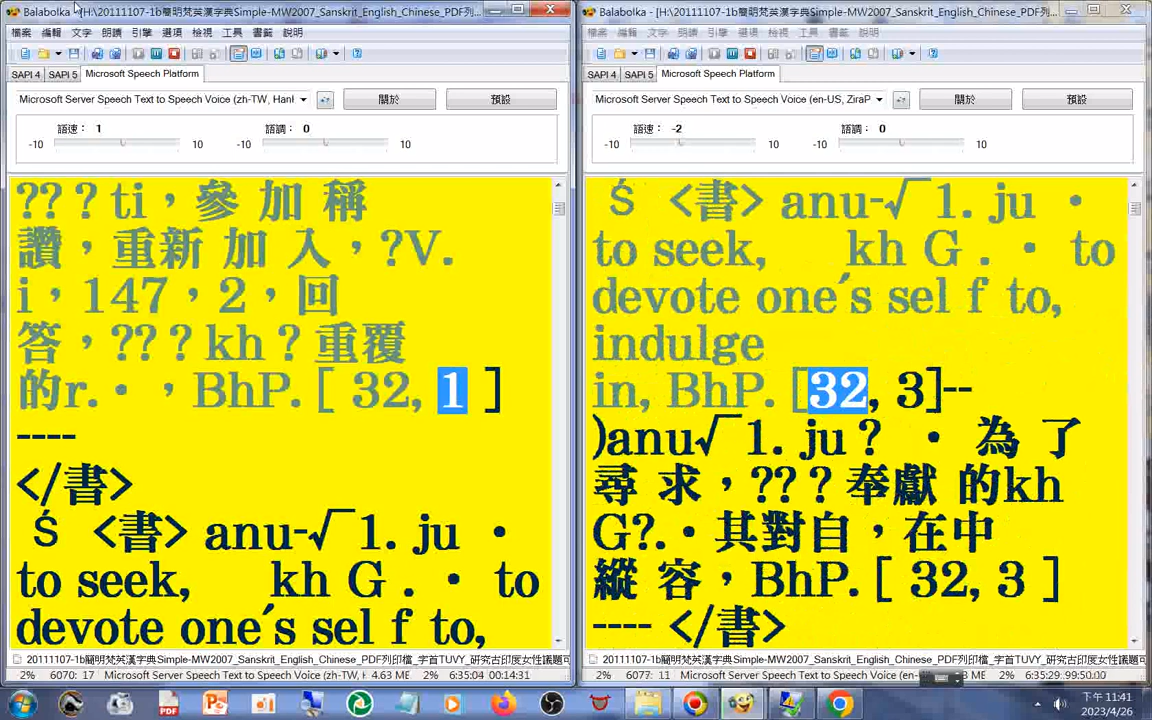 Balabolka - [H:\20111107-1b簡明梵英漢字典Simple-MW2007_Sanskrit_English_Chinese_PDF列...
檔案 編輯 文字 朗讀 引擎 選項 檢視 工具 書籤 說明
SAPI 4 SAPI 5 Microsoft Speech Platform
Microsoft Server Speech Text to Speech Voice (zh-TW, HanI
關於 預設
語速： 1 語調： 0
-10 10 -10 10
?? ? ti，參 加 稱
讚，重新 加 入，?V.
i，147，2，回
答，?? ? kh ? 重覆
的r.•，BhP. [ 32, 1 ]
----
</書>
Ś <書> anu-√ 1. ju •
to seek, kh G . • to
devote one´s sel f to,
20111107-1b簡明梵英漢字典Simple-MW2007_Sanskrit_English_Chinese_PDF列印檔_字首TUVY_研究古印度女性議題可
2% 6070: 17 Microsoft Server Speech Text to Speech Voice (zh-TW, H 4.63 ME 2% 6:35:04 00:14:31
Balabolka - [H:\20111107-1b簡明梵英漢字典Simple-MW2007_Sanskrit_English_Chinese_PDF列...
檔案 編輯 文字 朗讀 引擎 選項 檢視 工具 書籤 說明
SAPI 4 SAPI 5 Microsoft Speech Platform
Microsoft Server Speech Text to Speech Voice (en-US, ZiraP
關於 預設
語速： -2 語調： 0
-10 10 -10 10
Ś <書> anu-√ 1. ju •
to seek, kh G . • to
devote one´s sel f to,
indulge
in, BhP. [32, 3]--
)anu√ 1. ju ? • 為 了
尋 求，?? ? 奉獻 的kh
G?.•其對自，在中
縱 容，BhP. [ 32, 3 ]
---- </書>
20111107-1b簡明梵英漢字典Simple-MW2007_Sanskrit_English_Chinese_PDF列印檔_字首TUVY_研究古印度女性議題可
2% 6077: 11 Microsoft Server Speech Text to Speech Voice (en-U 2% 6:35:29:99:50.00
PDF
下午 11:41
2023/4/26